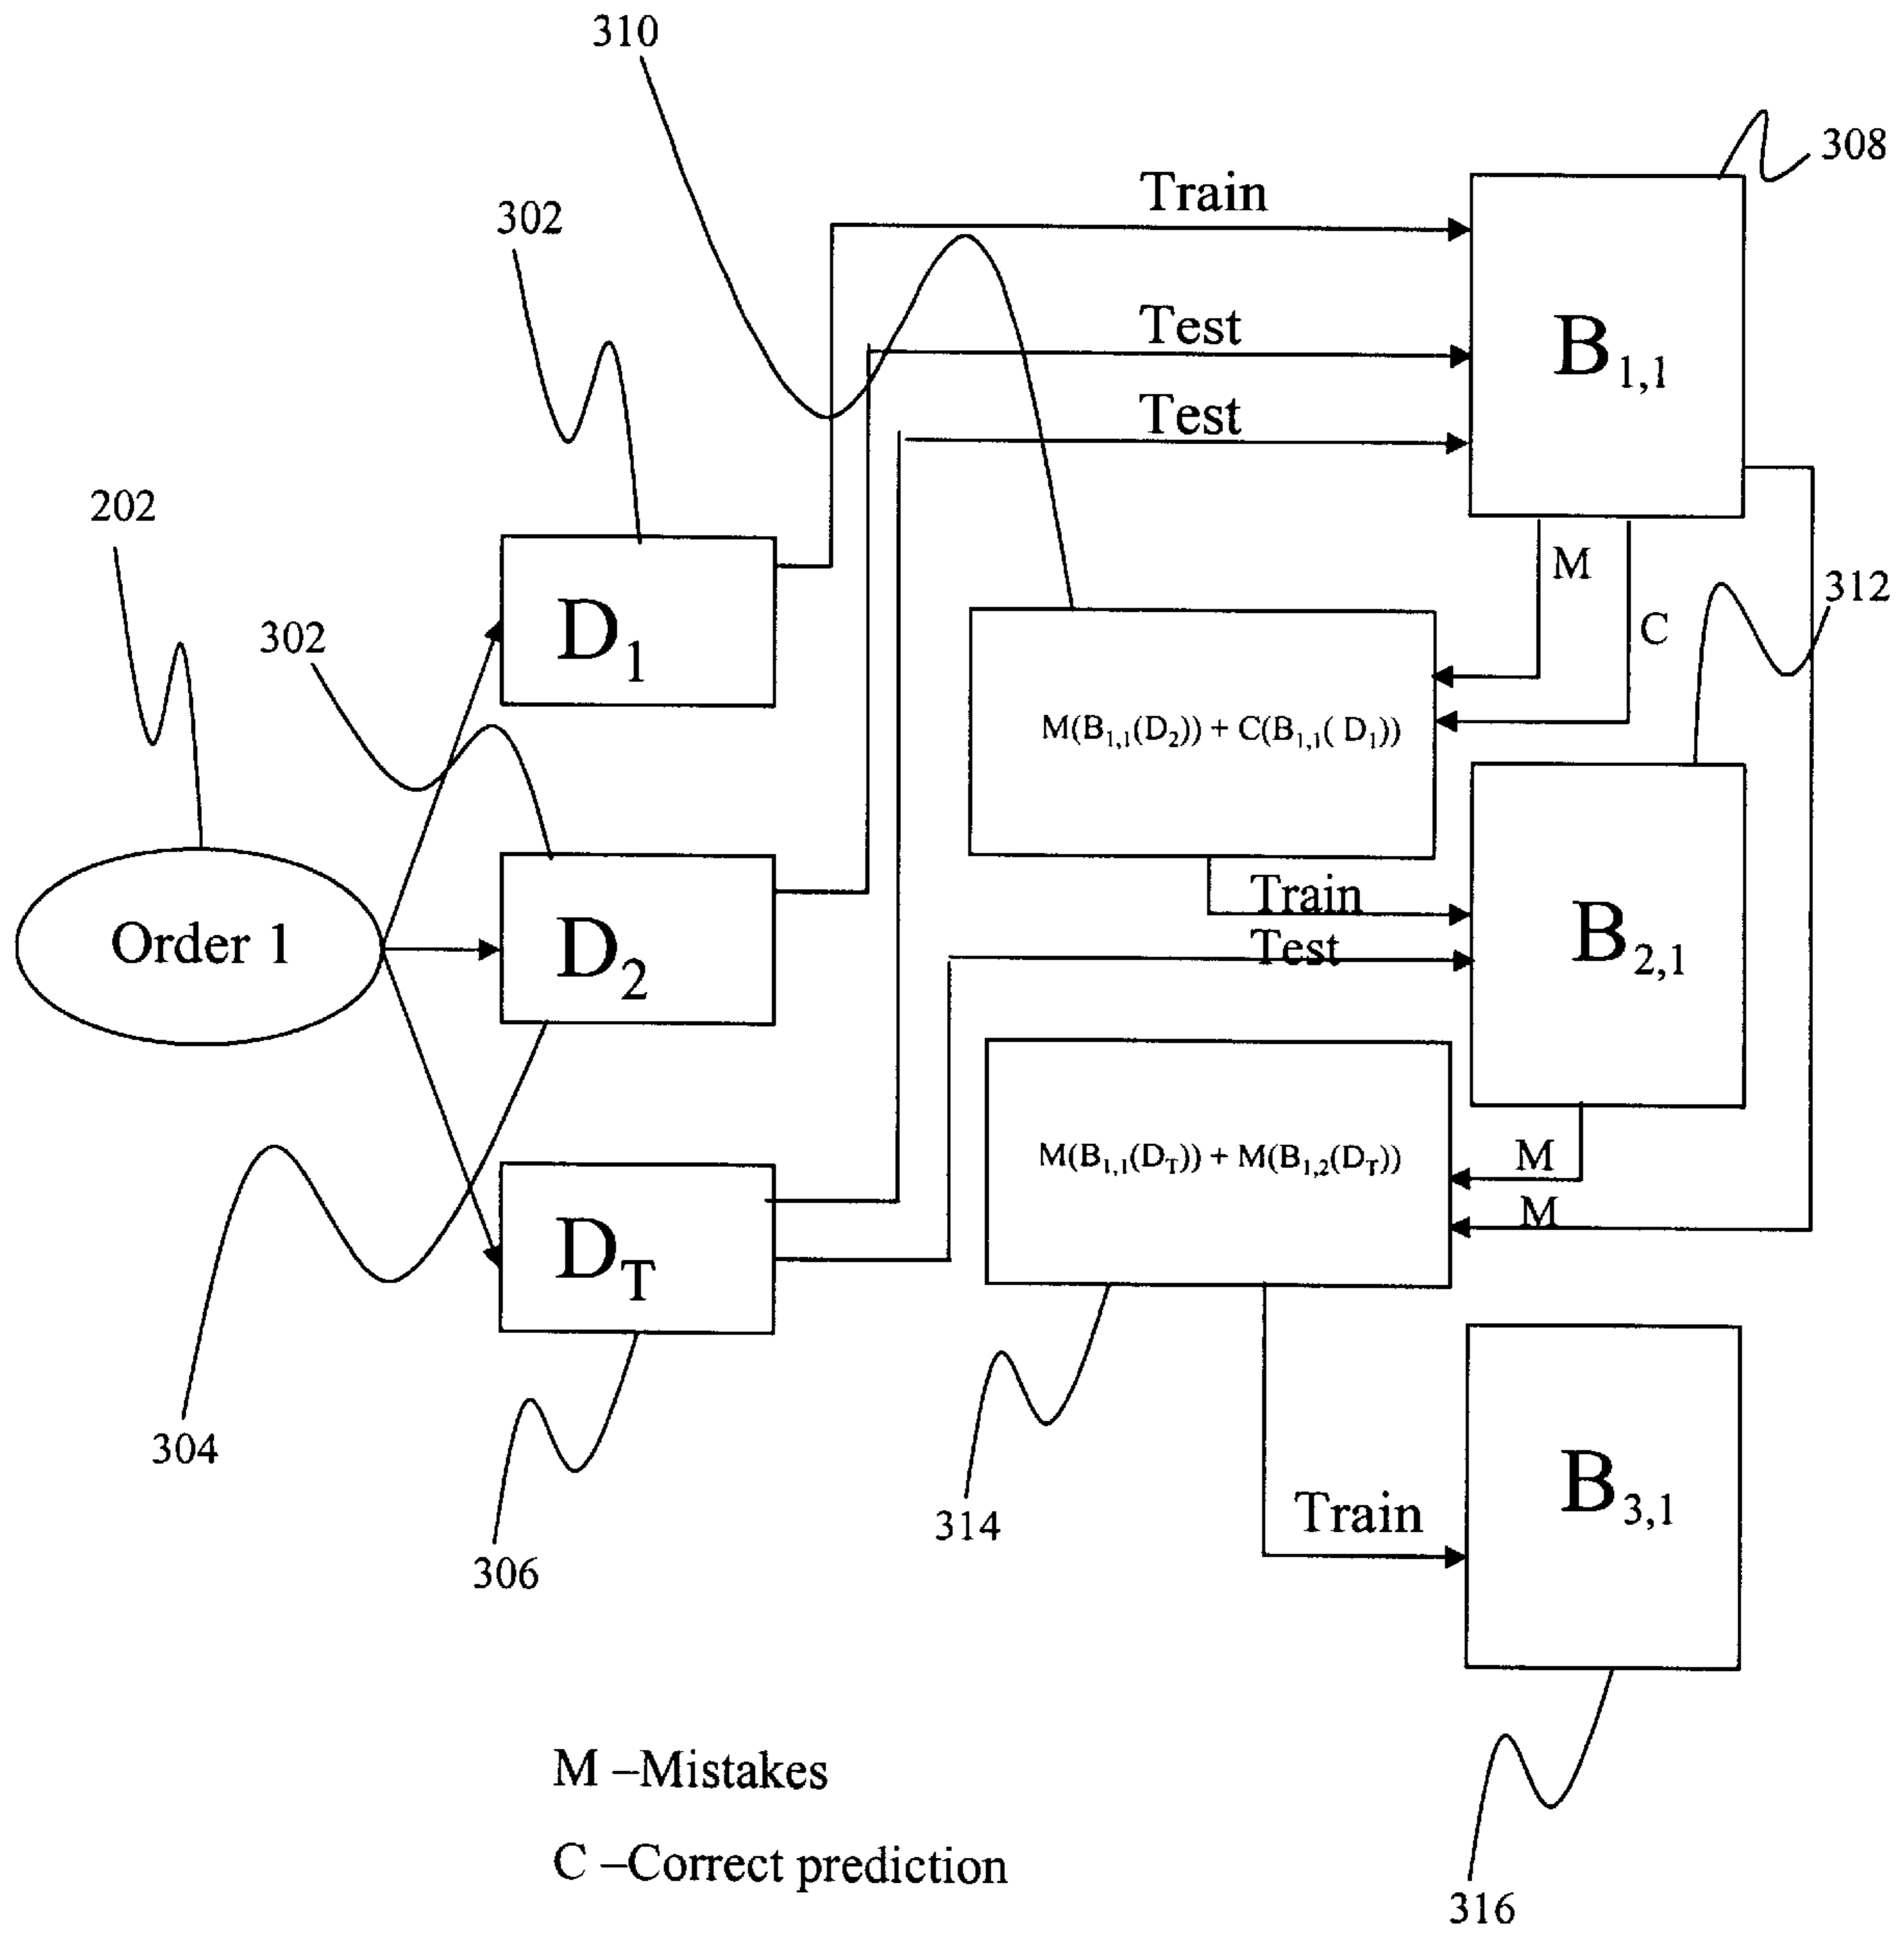 310
308
Train
302
Test
B1,1
Test
202
M
312
302
D1
C
M(B1,1(D2)) + C(B1,1( D1))
Train
Order 1
D2
Test
B2,1
M(B1,1(DT)) + M(B1,2(DT))
M
M
DT
304
314
Train
B3,1
306
M –Mistakes
C –Correct prediction
316